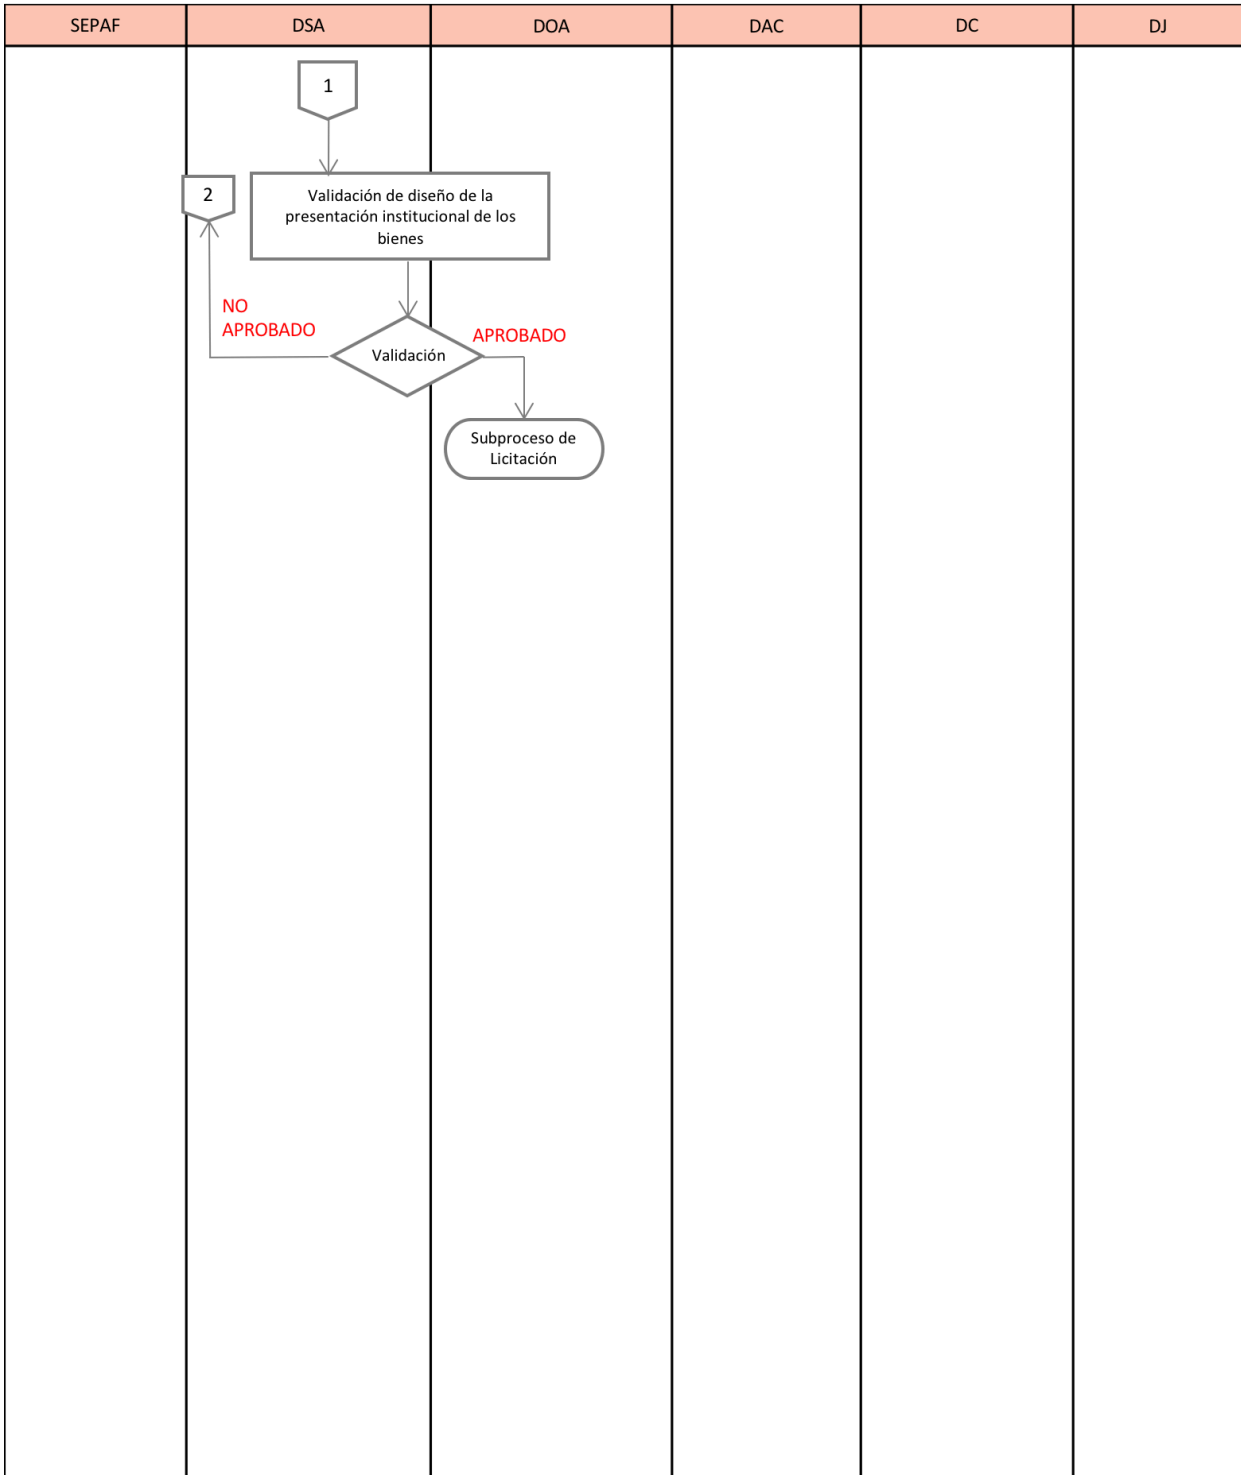 SEPAF
DSA
DOA
DAC
DC
DJ
1
2
Validación de diseño de la
presentación institucional de los
bienes
NO
APROBADO
APROBADO
Validación
Subproceso de
Licitación